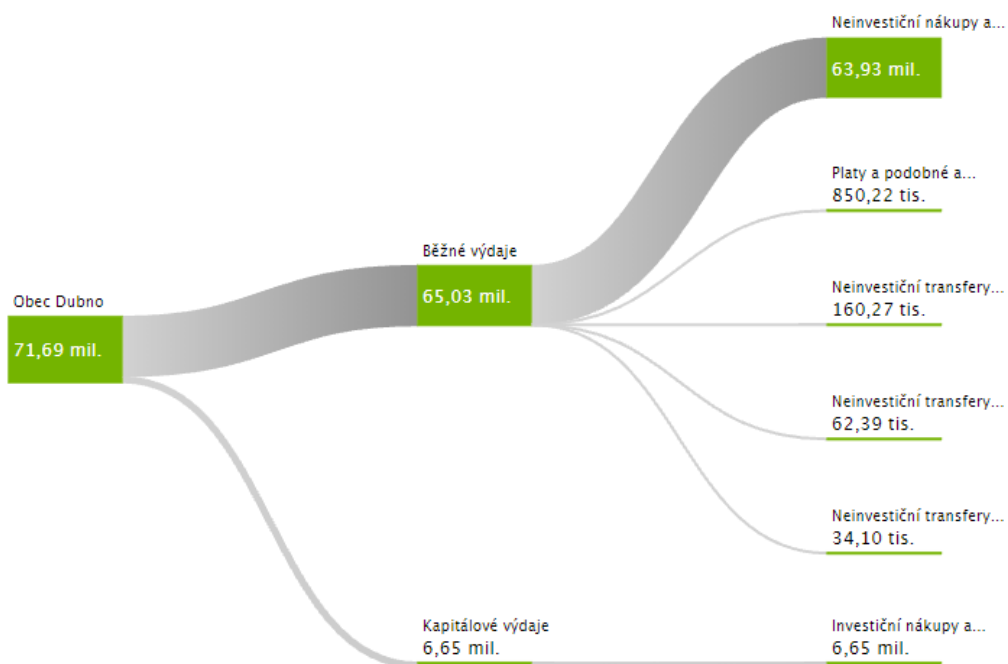 Neinvestiční nákupy a...
63,93 mil.
Platy a podobné a...
850,22 tis.
Běžné výdaje
65,03 mil.
Neinvestiční transfery...
160,27 tis.
Obec Dubno
71,69 mil.
Neinvestiční transfery...
62,39 tis.
Neinvestiční transfery...
34,10 tis.
Kapitálové výdaje
6,65 mil.
Investiční nákupy a...
6,65 mil.